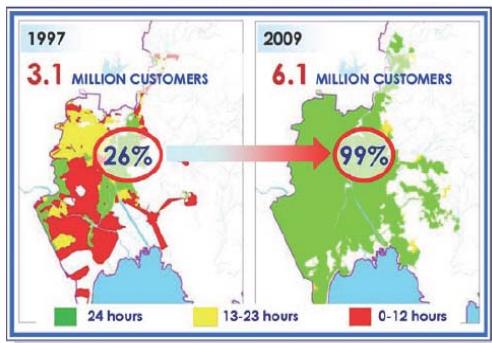 1997
3.1 MILLION CUSTOMERS
26%
2009
6.1 MILLION CUSTOMERS
99%
24 hours
13-23 hours
0-12 hours